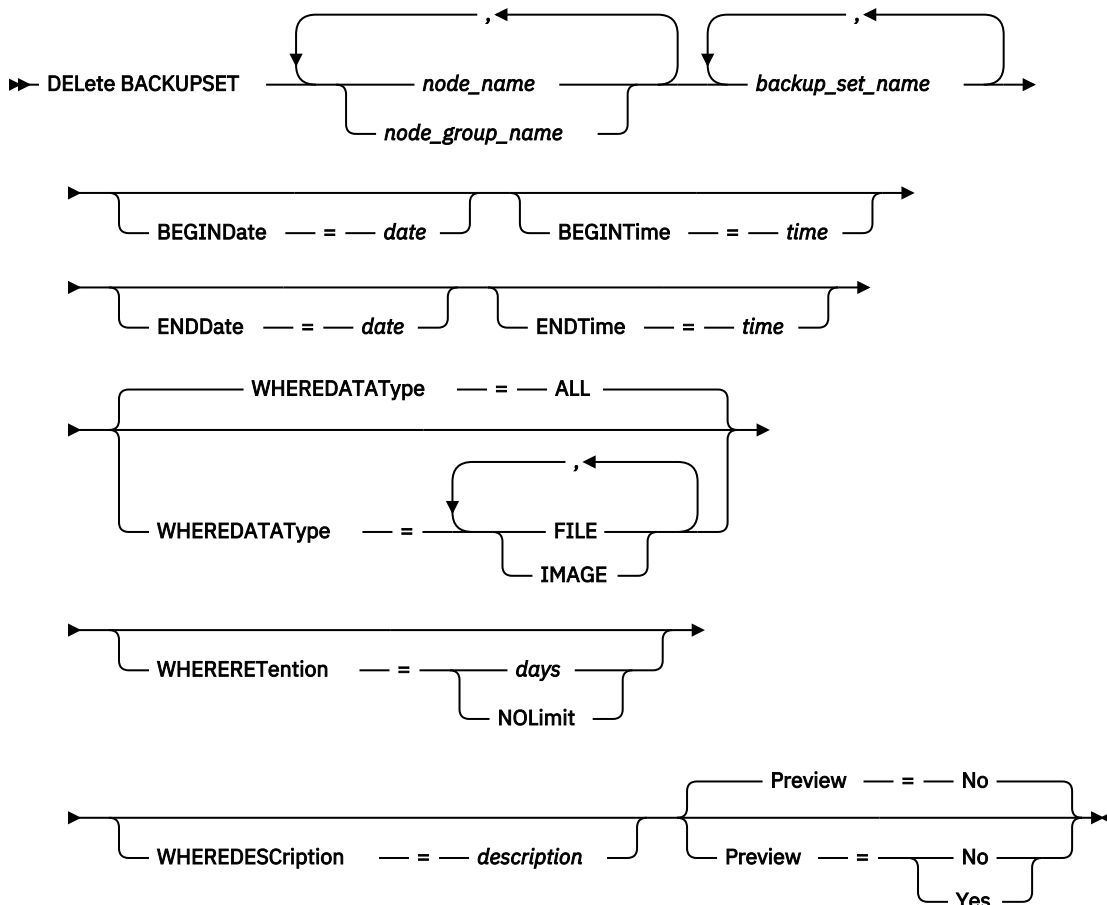 ,
,
DELete BACKUPSET node_name backup_set_name
node_group_name
BEGINDate = date BEGINTime = time
ENDDate = date ENDTime = time
WHEREDATAType = ALL
,
WHEREDATAType = FILE
IMAGE
WHERERETention = days
NOLimit
Preview = No
WHEREDESCription = description Preview = No
Yes